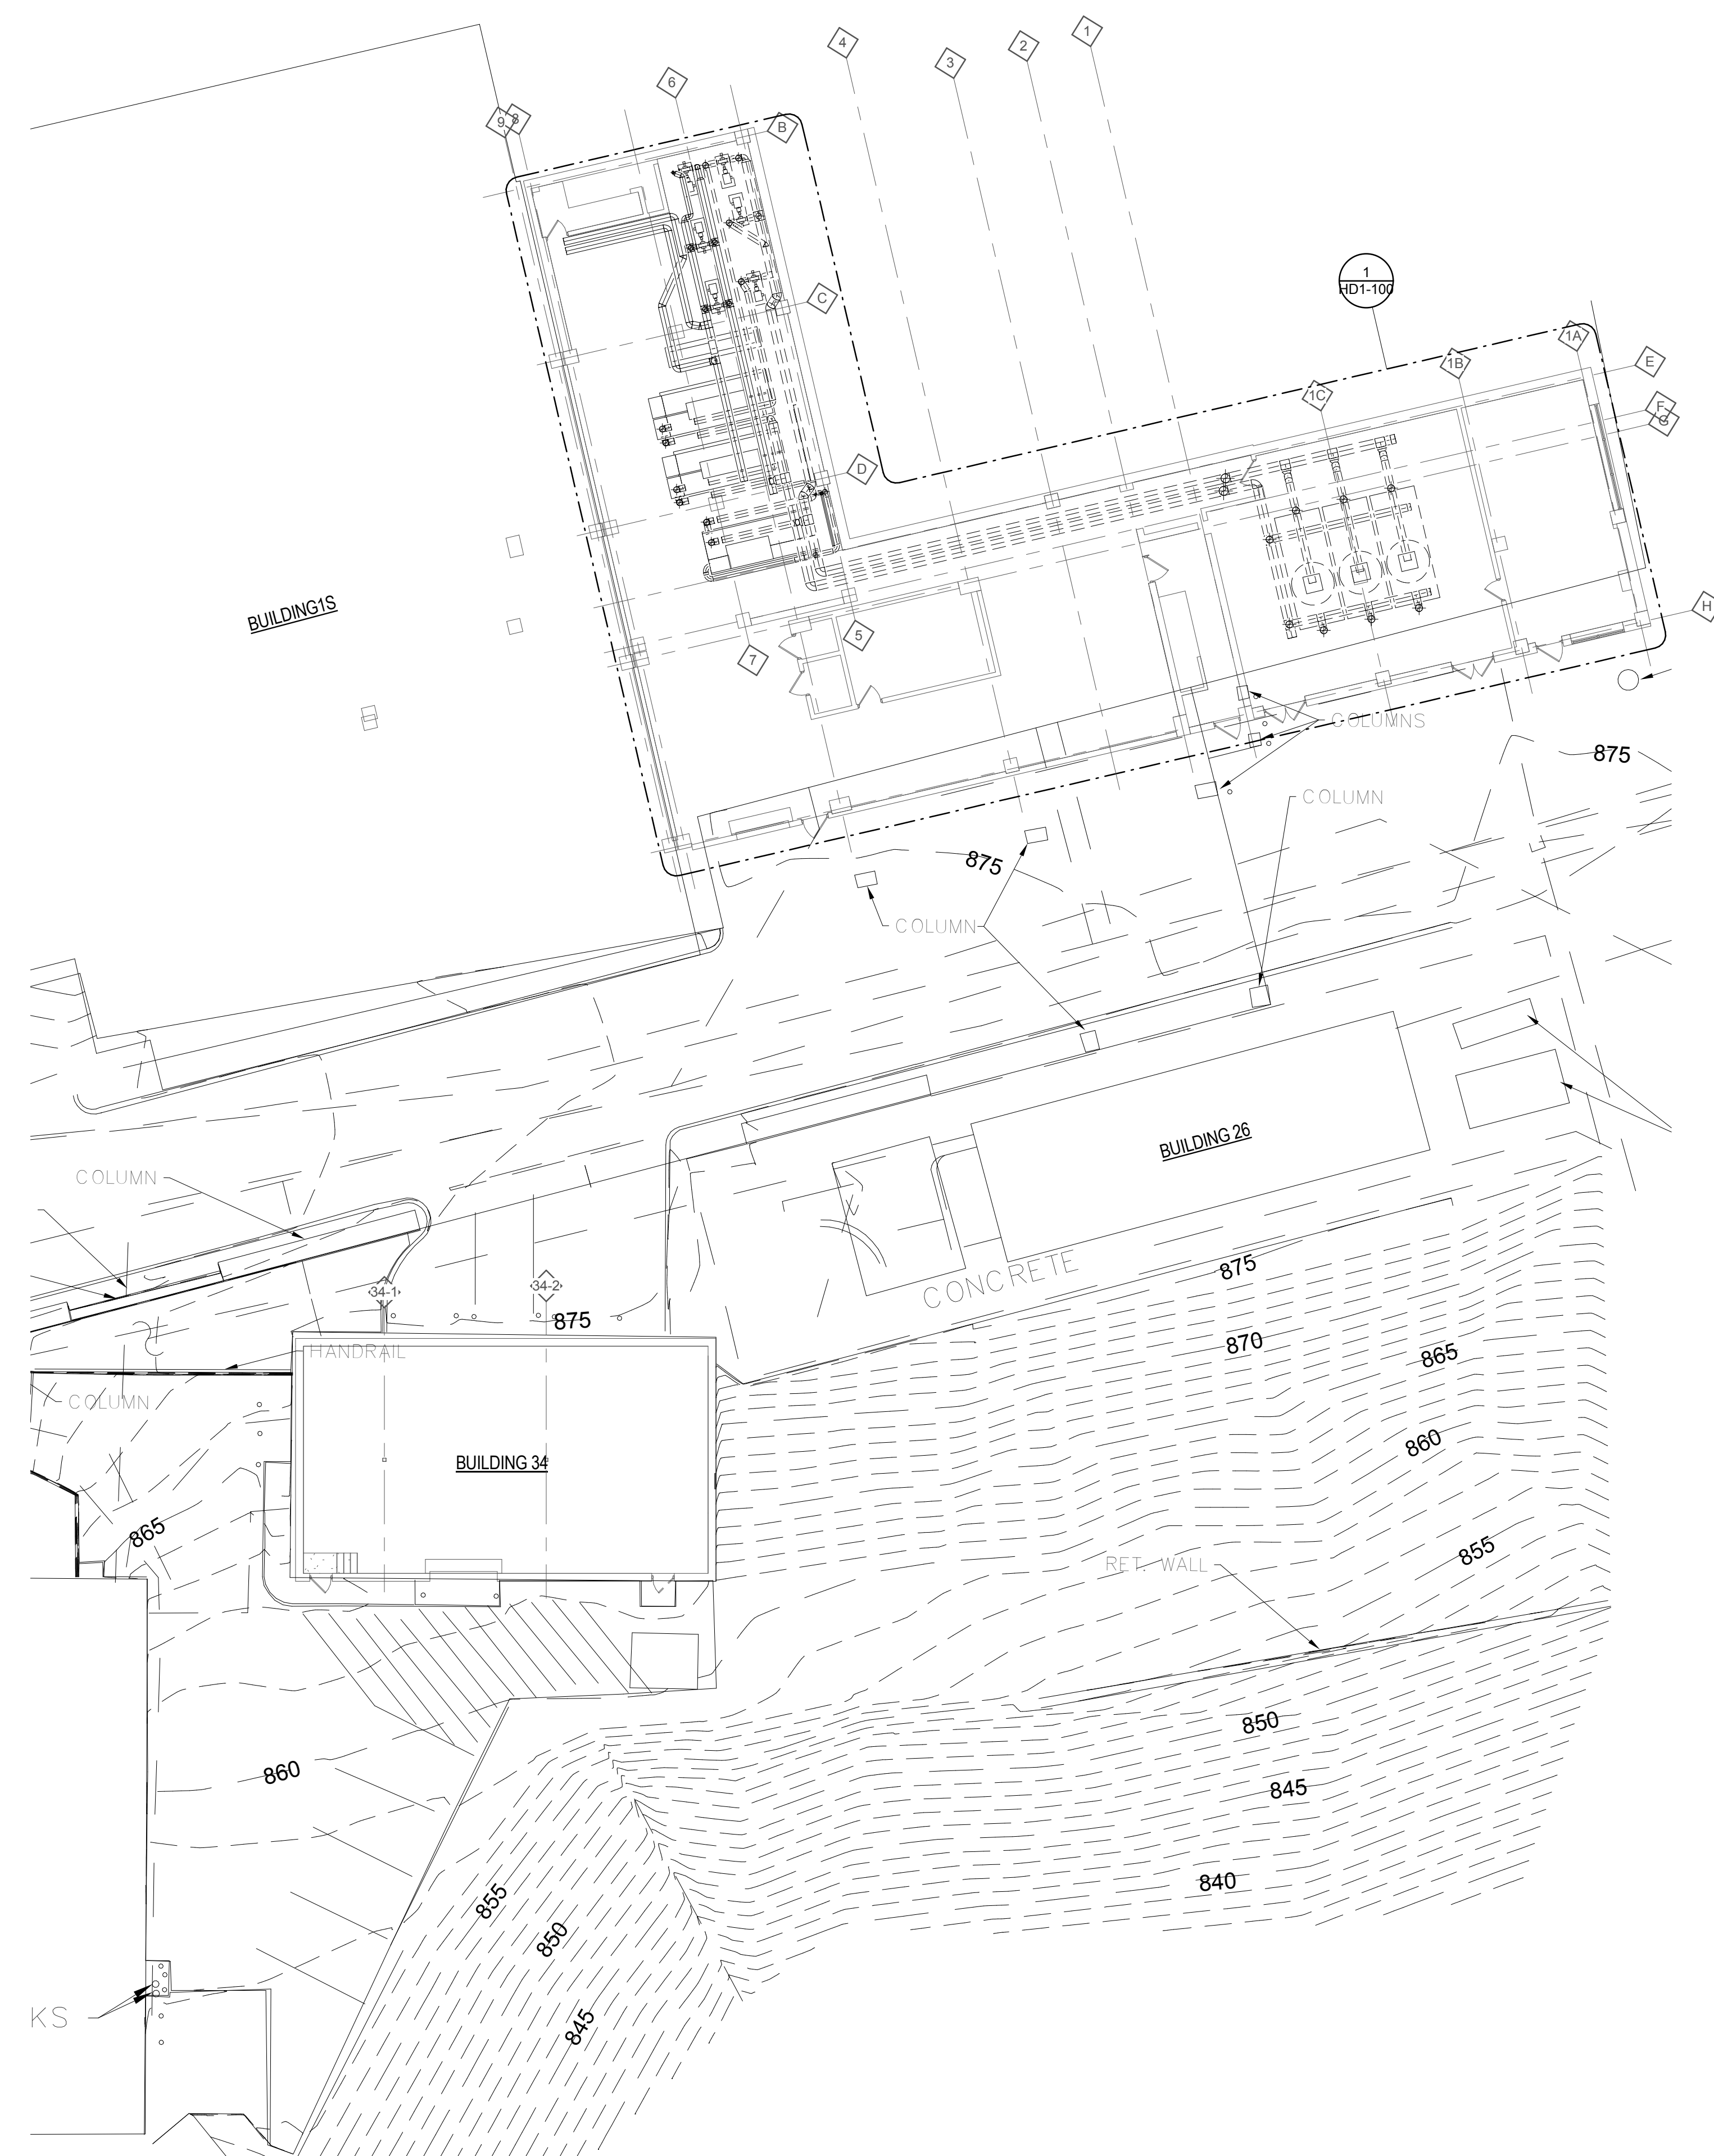 1
2
4
3
6
9
8
B
1
HD1-100
C
1A
1B
E
1C
F
G
D
BUILDING1S
H
5
7
COLUMNS
875
COLUMN
875
COLUMN
BUILDING 26
COLUMN
875
CONCRETE
34-1
34-2
875
870
HANDRAIL
865
COLUMN
860
BUILDING 34
865
855
RET. WALL
850
860
845
840
855
850
KS
845